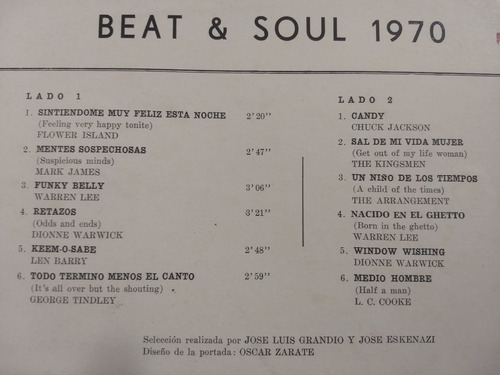 BEAT & SOUL 1970
LADO 1
1. SINTIENDOME MUY FELIZ ESTA NOCHE 2'20"
(Feeling very happy tonite)
FLOWER ISLAND
2. MENTES SOSPECHOSAS 2'47"
(Suspicious minds)
MARK JAMES
3. FUNKY BELLY 3'06"
WARREN LEE
4. RETAZOS 3'21"
(Odds and ends)
DIONNE WARWICK
5. KEEM-O-SABE 2'48"
LEN BARRY
6. TODO TERMINO MENOS EL CANTO 2'59"
(It's all over but the shouting)
GEORGE TINDLEY
LADO 2
1. CANDY
CHUCK JACKSON
2. SAL DE MI VIDA MUJER
(Get out of my life woman)
THE KINGSMEN
3. UN NIÑO DE LOS TIEMPOS
(A child of the times)
THE ARRANGEMENT
4. NACIDO EN EL GHETTO
(Born in the ghetto)
WARREN LEE
5. WINDOW WISHING
DIONNE WARWICK
6. MEDIO HOMBRE
(Half a man)
L. C. COOKE
Selección realizada por JOSE LUIS GRANDIO Y JOSE ESKENAZI
Diseño de la portada: OSCAR ZARATE